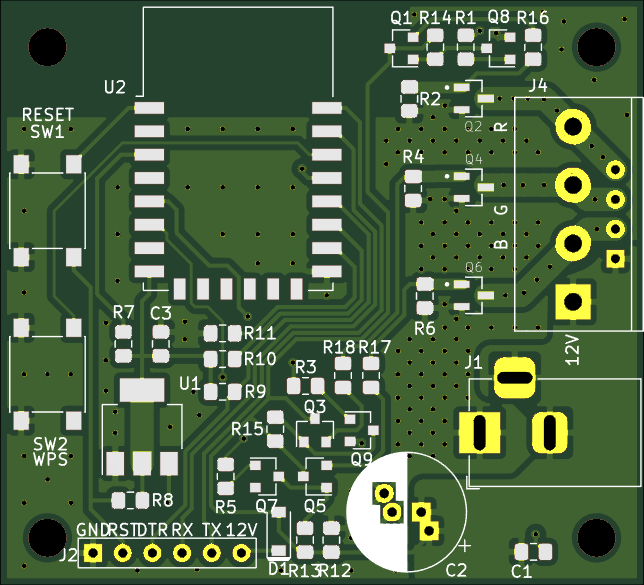 Q1 R14 R1 Q8 R16
U2
R2
J4
RESET
SW1
Q2
R
R4
Q4
G
B
Q6
R6
R7 C3
R11
12V
R10
R18 R17
J1
R3
U1
R9
Q3
R15
SW2
WPS
Q9
R8
R5
Q7
Q5
GND RST DTR RX TX 12V
J2
D1
R13 R12
C2
+
C1